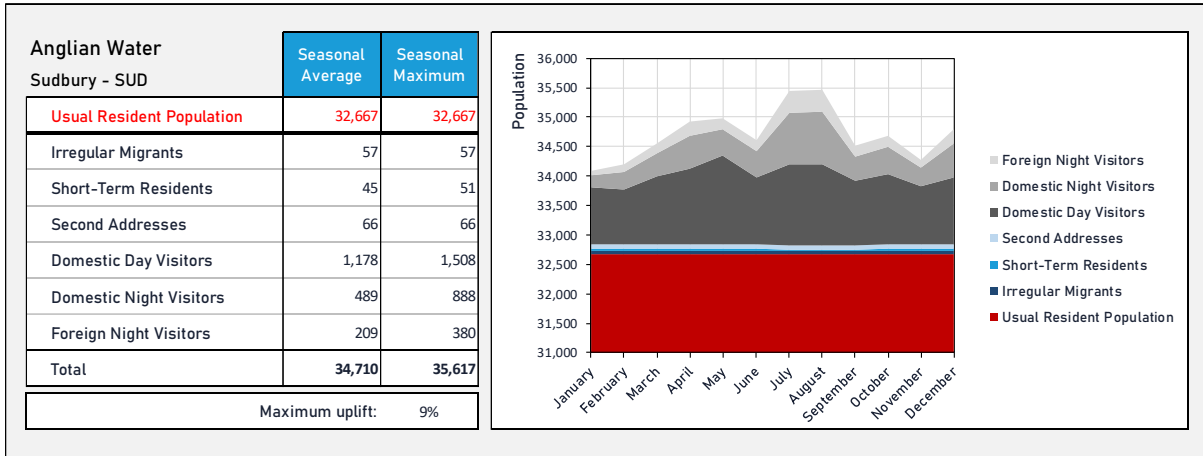 Anglian Water
Sudbury - SUD
Seasonal Average
Seasonal Maximum
Usual Resident Population 32,667 32,667
Irregular Migrants 57 57
Short-Term Residents 45 51
Second Addresses 66 66
Domestic Day Visitors 1,178 1,508
Domestic Night Visitors 489 888
Foreign Night Visitors 209 380
Total 34,710 35,617
Maximum uplift: 9%
Population
36,000
35,500
35,000
34,500
34,000
33,500
33,000
32,500
32,000
31,500
31,000
January
February
March
April
May
June
July
August
September
October
November
December
Foreign Night Visitors
Domestic Night Visitors
Domestic Day Visitors
Second Addresses
Short-Term Residents
Irregular Migrants
Usual Resident Population